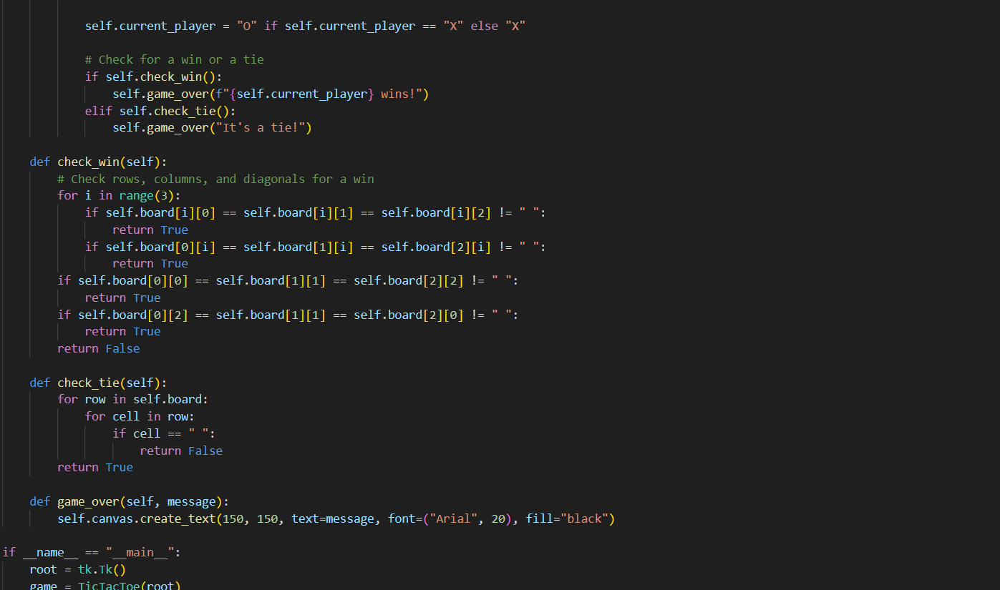 self.current_player = "O" if self.current_player == "X" else "X"
# Check for a win or a tie
if self.check_win():
self.game_over(f"{self.current_player} wins!")
elif self.check_tie():
self.game_over("It's a tie!")
def check_win(self):
# Check rows, columns, and diagonals for a win
for i in range(3):
if self.board[i][0] == self.board[i][1] == self.board[i][2] != " ":
return True
if self.board[0][i] == self.board[1][i] == self.board[2][i] != " ":
return True
if self.board[0][0] == self.board[1][1] == self.board[2][2] != " ":
return True
if self.board[0][2] == self.board[1][1] == self.board[2][0] != " ":
return True
return False
def check_tie(self):
for row in self.board:
for cell in row:
if cell == " ":
return False
return True
def game_over(self, message):
self.canvas.create_text(150, 150, text=message, font=("Arial", 20), fill="black")
if __name__ == "__main__":
root = tk.Tk()
game = TicTacToe(root)